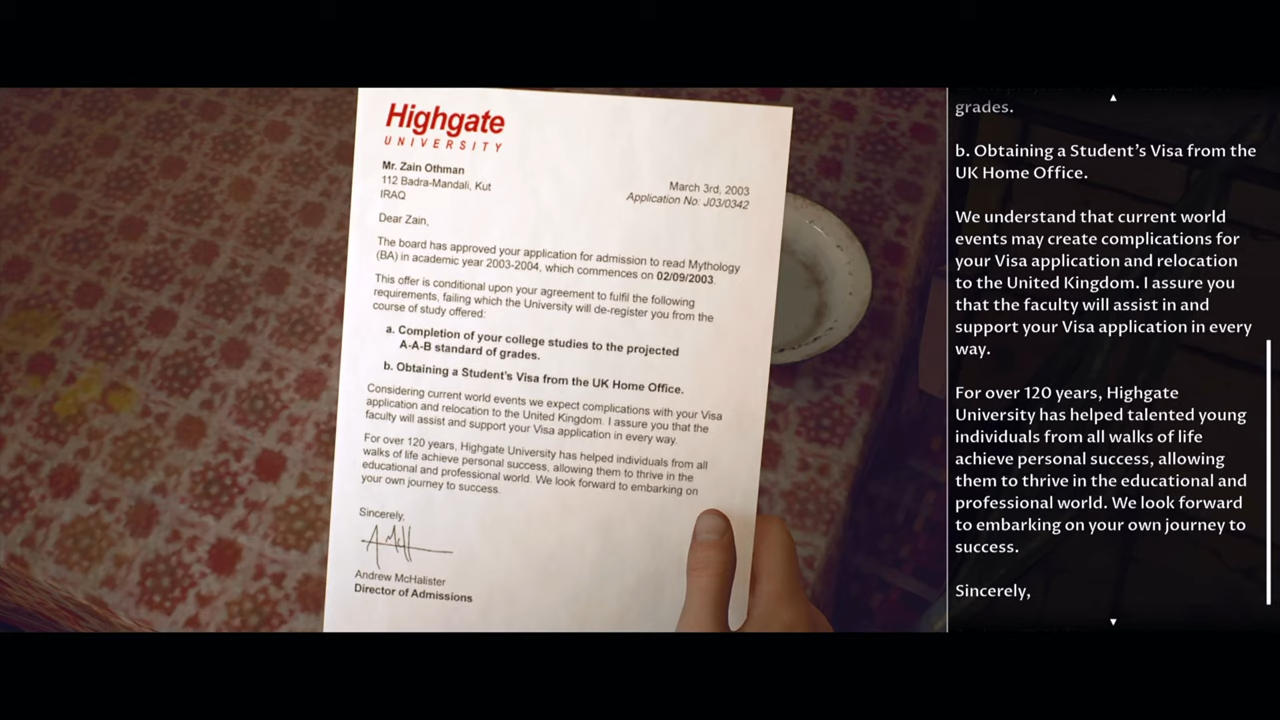 Highgate
UNIVERSITY
Mr. Zain Othman
112 Badra-Mandali, Kut
IRAQ
March 3rd, 2003
Application No: J03/0342
Dear Zain,
The board has approved your application for admission to read Mythology
(BA) in academic year 2003-2004, which commences on 02/09/2003.
This offer is conditional upon your agreement to fulfil the following
requirements, failing which the University will de-register you from the
course of study offered:
a. Completion of your college studies to the projected
A-A-B standard of grades.
b. Obtaining a Student's Visa from the UK Home Office.
Considering current world events we expect complications with your Visa
application and relocation to the United Kingdom. I assure you that the
faculty will assist and support your Visa application in every way.
For over 120 years, Highgate University has helped individuals from all
walks of life achieve personal success, allowing them to thrive in the
educational and professional world. We look forward to embarking on
your own journey to success.
Sincerely,
Andrew McHalister
Director of Admissions
grades.
b. Obtaining a Student's Visa from the
UK Home Office.
We understand that current world
events may create complications for
your Visa application and relocation
to the United Kingdom. I assure you
that the faculty will assist in and
support your Visa application in every
way.
For over 120 years, Highgate
University has helped talented young
individuals from all walks of life
achieve personal success, allowing
them to thrive in the educational and
professional world. We look forward
to embarking on your own journey to
success.
Sincerely,